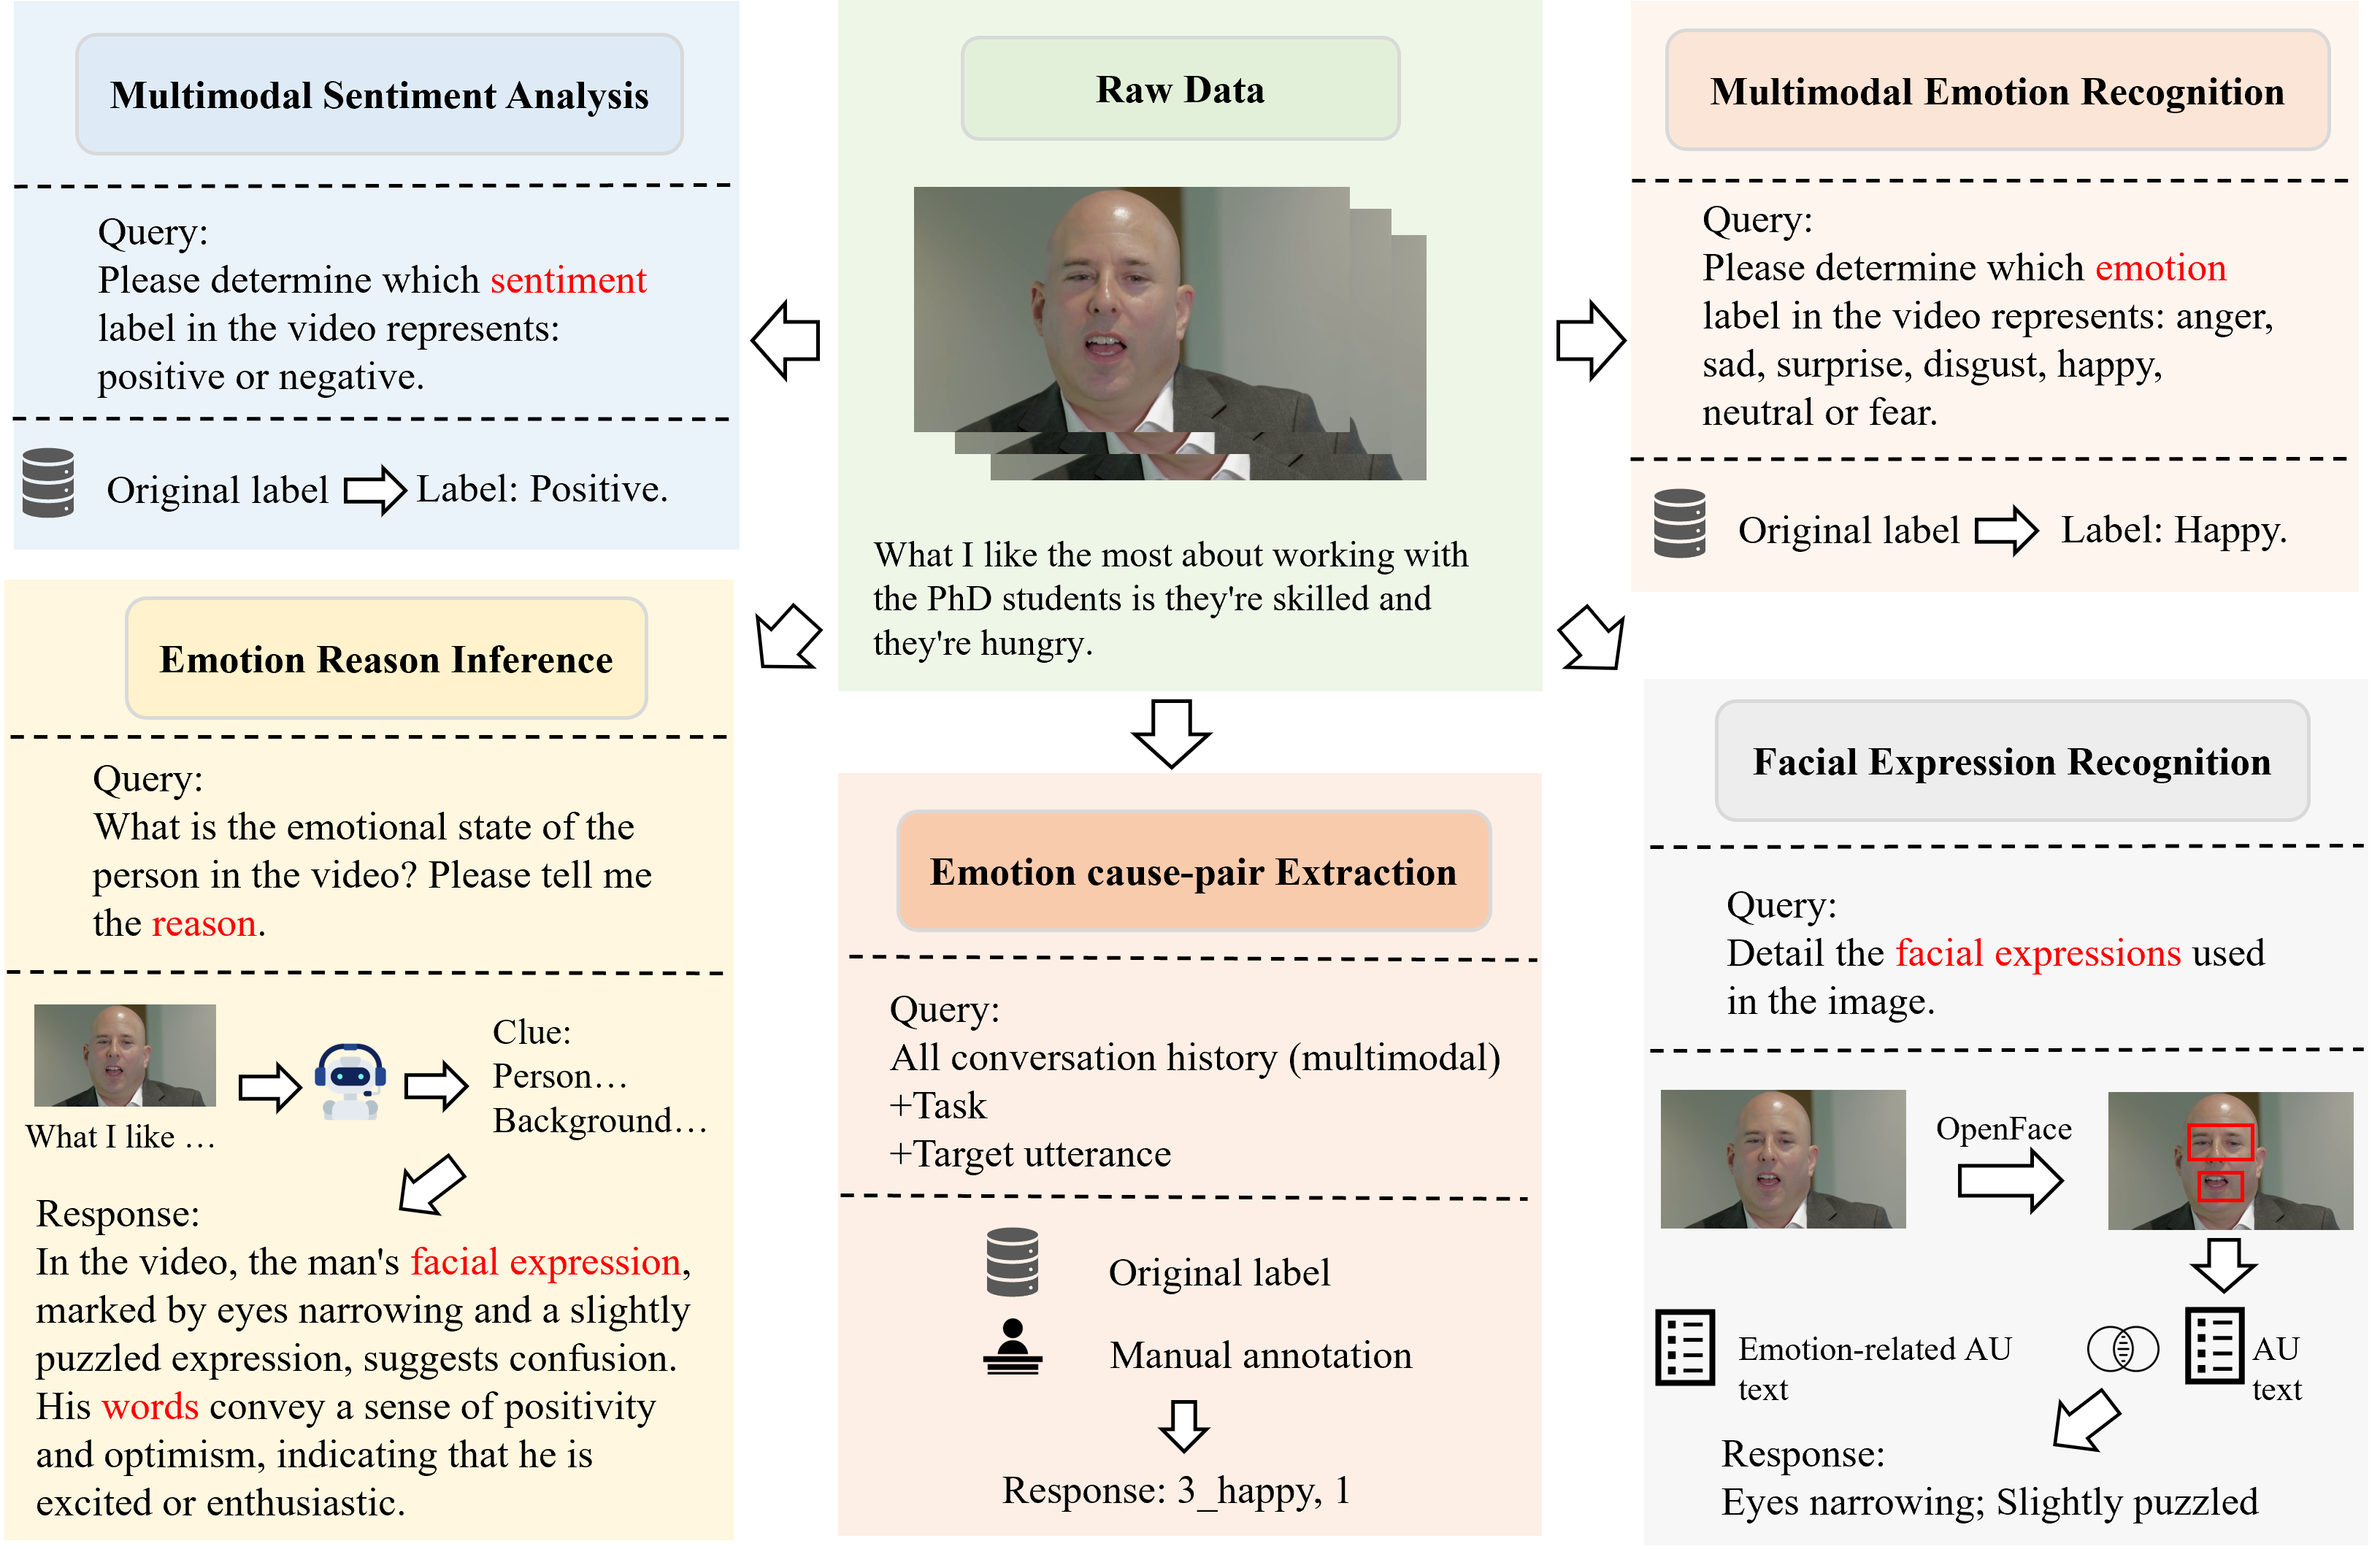 Multimodal Sentiment Analysis
Query:
Please determine which sentiment
label in the video represents:
positive or negative.
Original label
Label: Positive.
Raw Data
What I like the most about working with
the PhD students is they're skilled and
they're hungry.
Multimodal Emotion Recognition
Query:
Please determine which emotion
label in the video represents: anger,
sad, surprise, disgust, happy,
neutral or fear.
Original label
Label: Happy.
Emotion Reason Inference
Query:
What is the emotional state of the
person in the video? Please tell me
the reason.
What I like …
Clue:
Person…
Background…
Response:
In the video, the man's facial expression,
marked by eyes narrowing and a slightly
puzzled expression, suggests confusion.
His words convey a sense of positivity
and optimism, indicating that he is
excited or enthusiastic.
Emotion cause-pair Extraction
Query:
All conversation history (multimodal)
+Task
+Target utterance
Original label
Manual annotation
Response: 3_happy, 1
Facial Expression Recognition
Query:
Detail the facial expressions used
in the image.
OpenFace
Emotion-related AU
text
AU
text
Response:
Eyes narrowing; Slightly puzzled